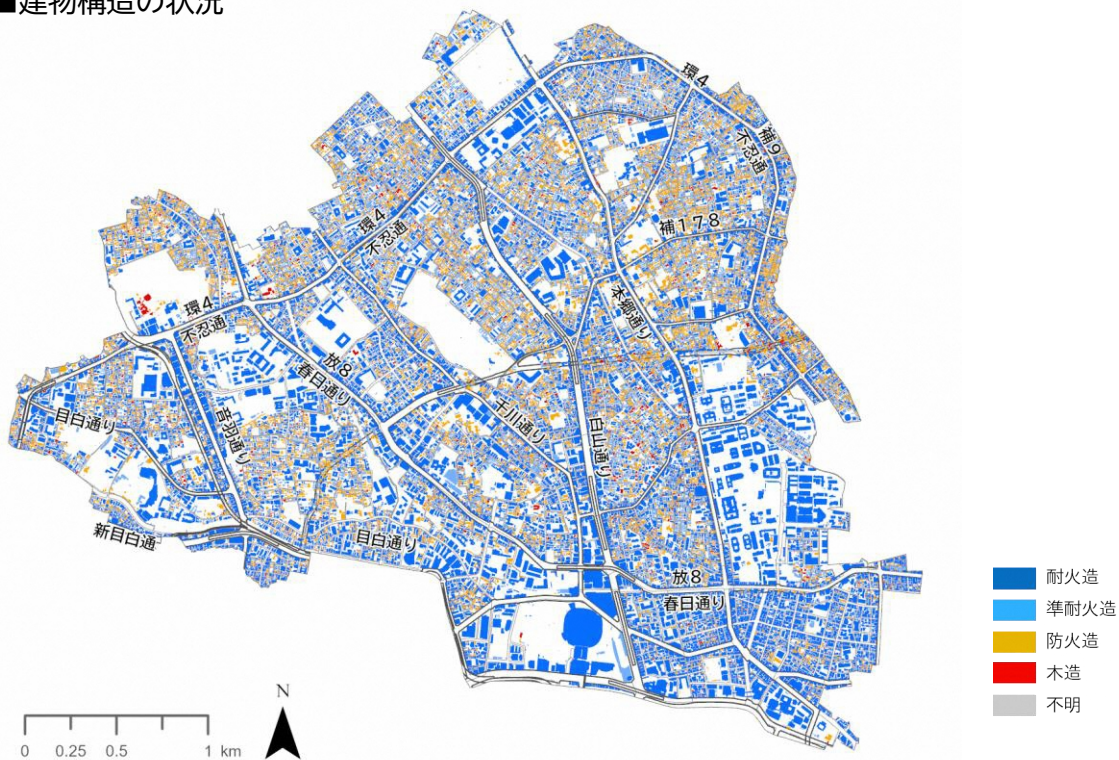 ■建物構造の状況
環4
補9
不忍通
補178
環4
不忍通
本郷通り
環4
不忍通
放8
春日通り
目白通り
音羽通り
千川通り
白山通り
新目白通
目白通り
放8
春日通り
耐火造
準耐火造
防火造
木造
不明
N
0 0.25 0.5 1 km